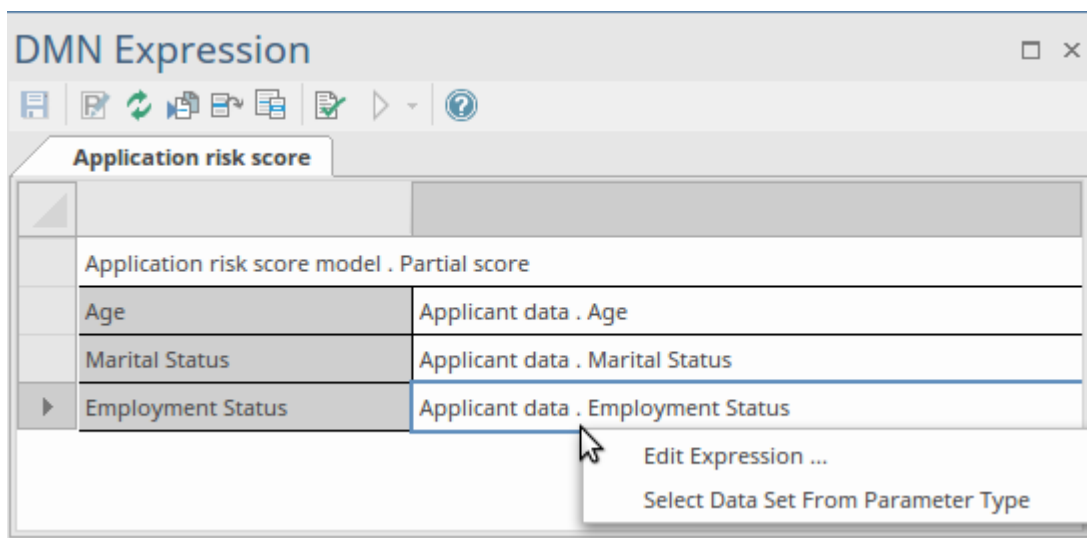 DMN Expression
Application risk score
Application risk score model . Partial score
Age Applicant data . Age
Marital Status Applicant data . Marital Status
Employment Status Applicant data . Employment Status
Edit Expression ...
Select Data Set From Parameter Type